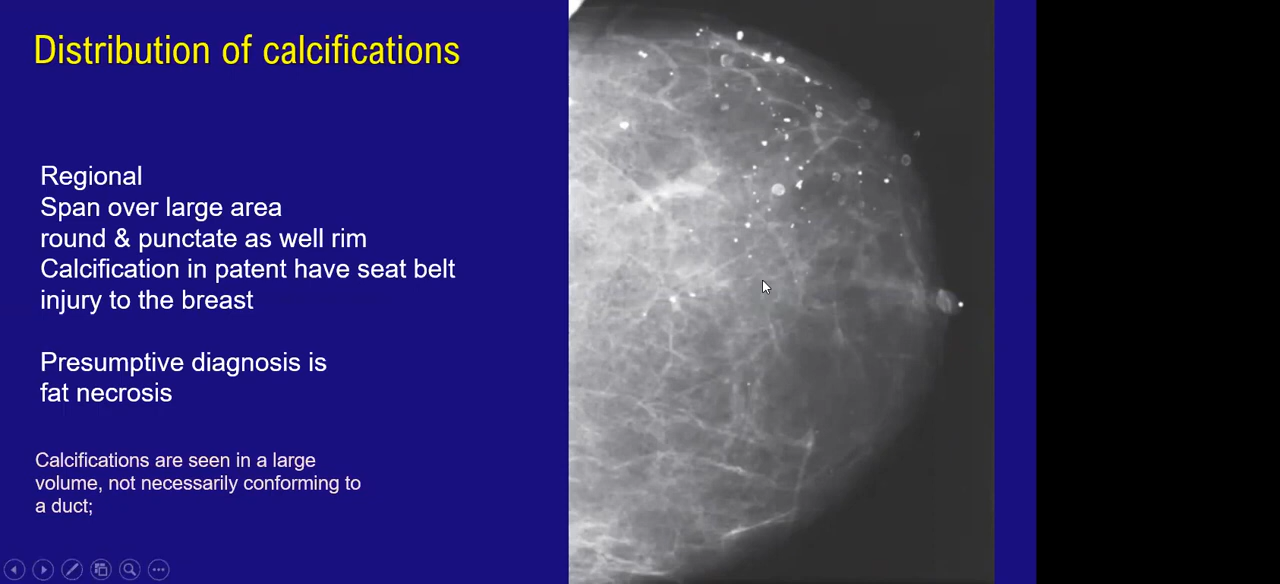 Distribution of calcifications
Regional
Span over large area
round & punctate as well rim
Calcification in patent have seat belt
injury to the breast
Presumptive diagnosis is
fat necrosis
Calcifications are seen in a large
volume, not necessarily conforming to
a duct;